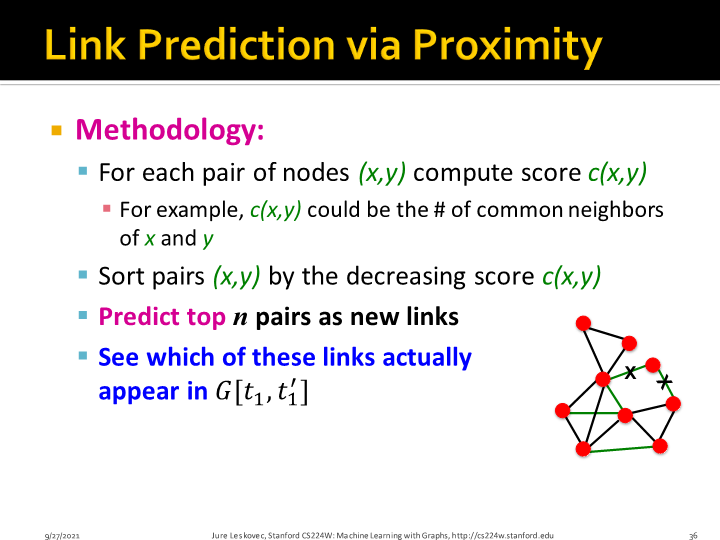 Link Prediction via Proximity
Methodology:
For each pair of nodes (x,y) compute score c(x,y)
For example, c(x,y) could be the # of common neighbors
of x and y
Sort pairs (x,y) by the decreasing score c(x,y)
Predict top n pairs as new links
See which of these links actually
appear in G[t₁, t₁′]
X
X
9/27/2021
Jure Leskovec, Stanford CS224W: Machine Learning with Graphs, http://cs224w.stanford.edu
36